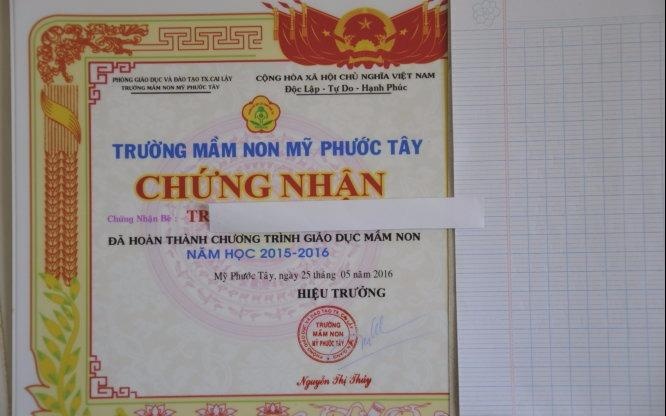 PHÒNG GIÁO DỤC VÀ ĐÀO TẠO TX.CAI LẬY
TRƯỜNG MẦM NON MỸ PHƯỚC TÂY
CỘNG HÒA XÃ HỘI CHỦ NGHĨA VIỆT NAM
Độc Lập - Tự Do - Hạnh Phúc
TRƯỜNG MẦM NON MỸ PHƯỚC TÂY
CHỨNG NHẬN
Chứng Nhận Bé : TR
ĐÃ HOÀN THÀNH CHƯƠNG TRÌNH GIÁO DỤC MẦM NON
NĂM HỌC 2015-2016
Mỹ Phước Tây, ngày 25 tháng 05 năm 2016
HIỆU TRƯỞNG
TRƯỜNG
MẦM NON
MỸ PHƯỚC TÂY
Nguyễn Thị Thúy